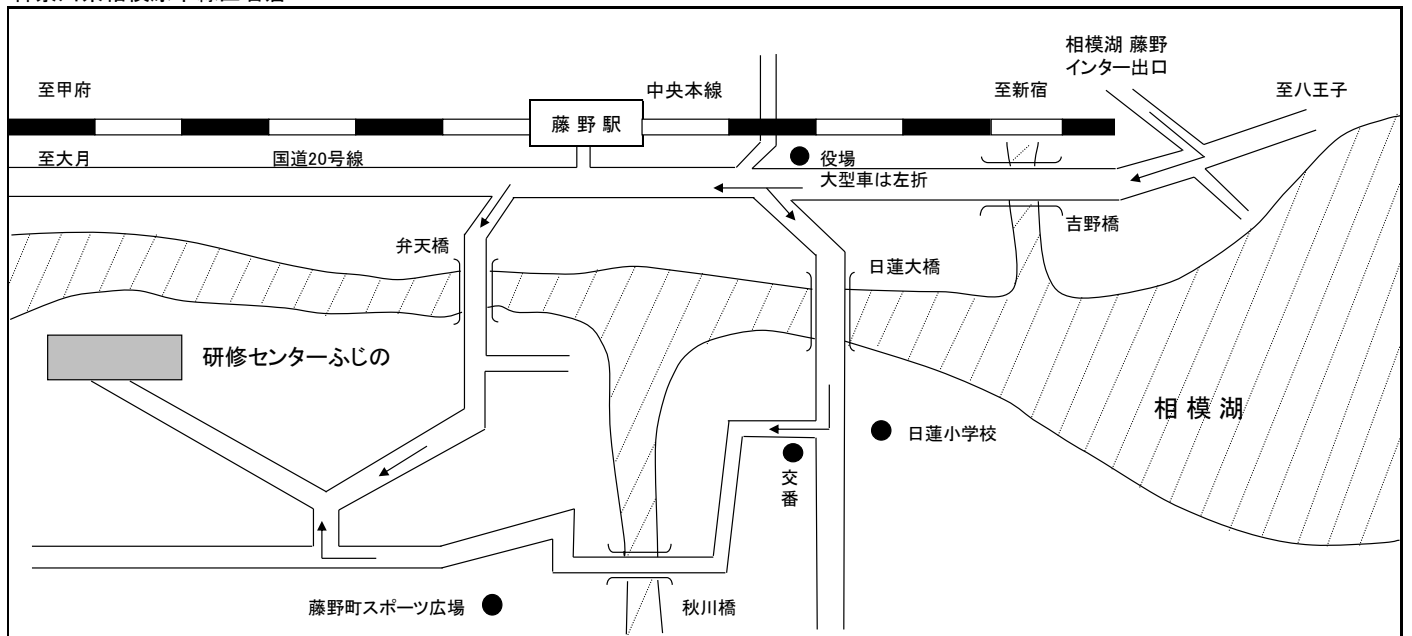 相模湖 藤野
インター出口
至甲府
中央本線
至新宿
至八王子
藤野駅
至大月
国道20号線
役場
大型車は左折
吉野橋
弁天橋
日蓮大橋
研修センターふじの
相模湖
日蓮小学校
交番
藤野町スポーツ広場
秋川橋